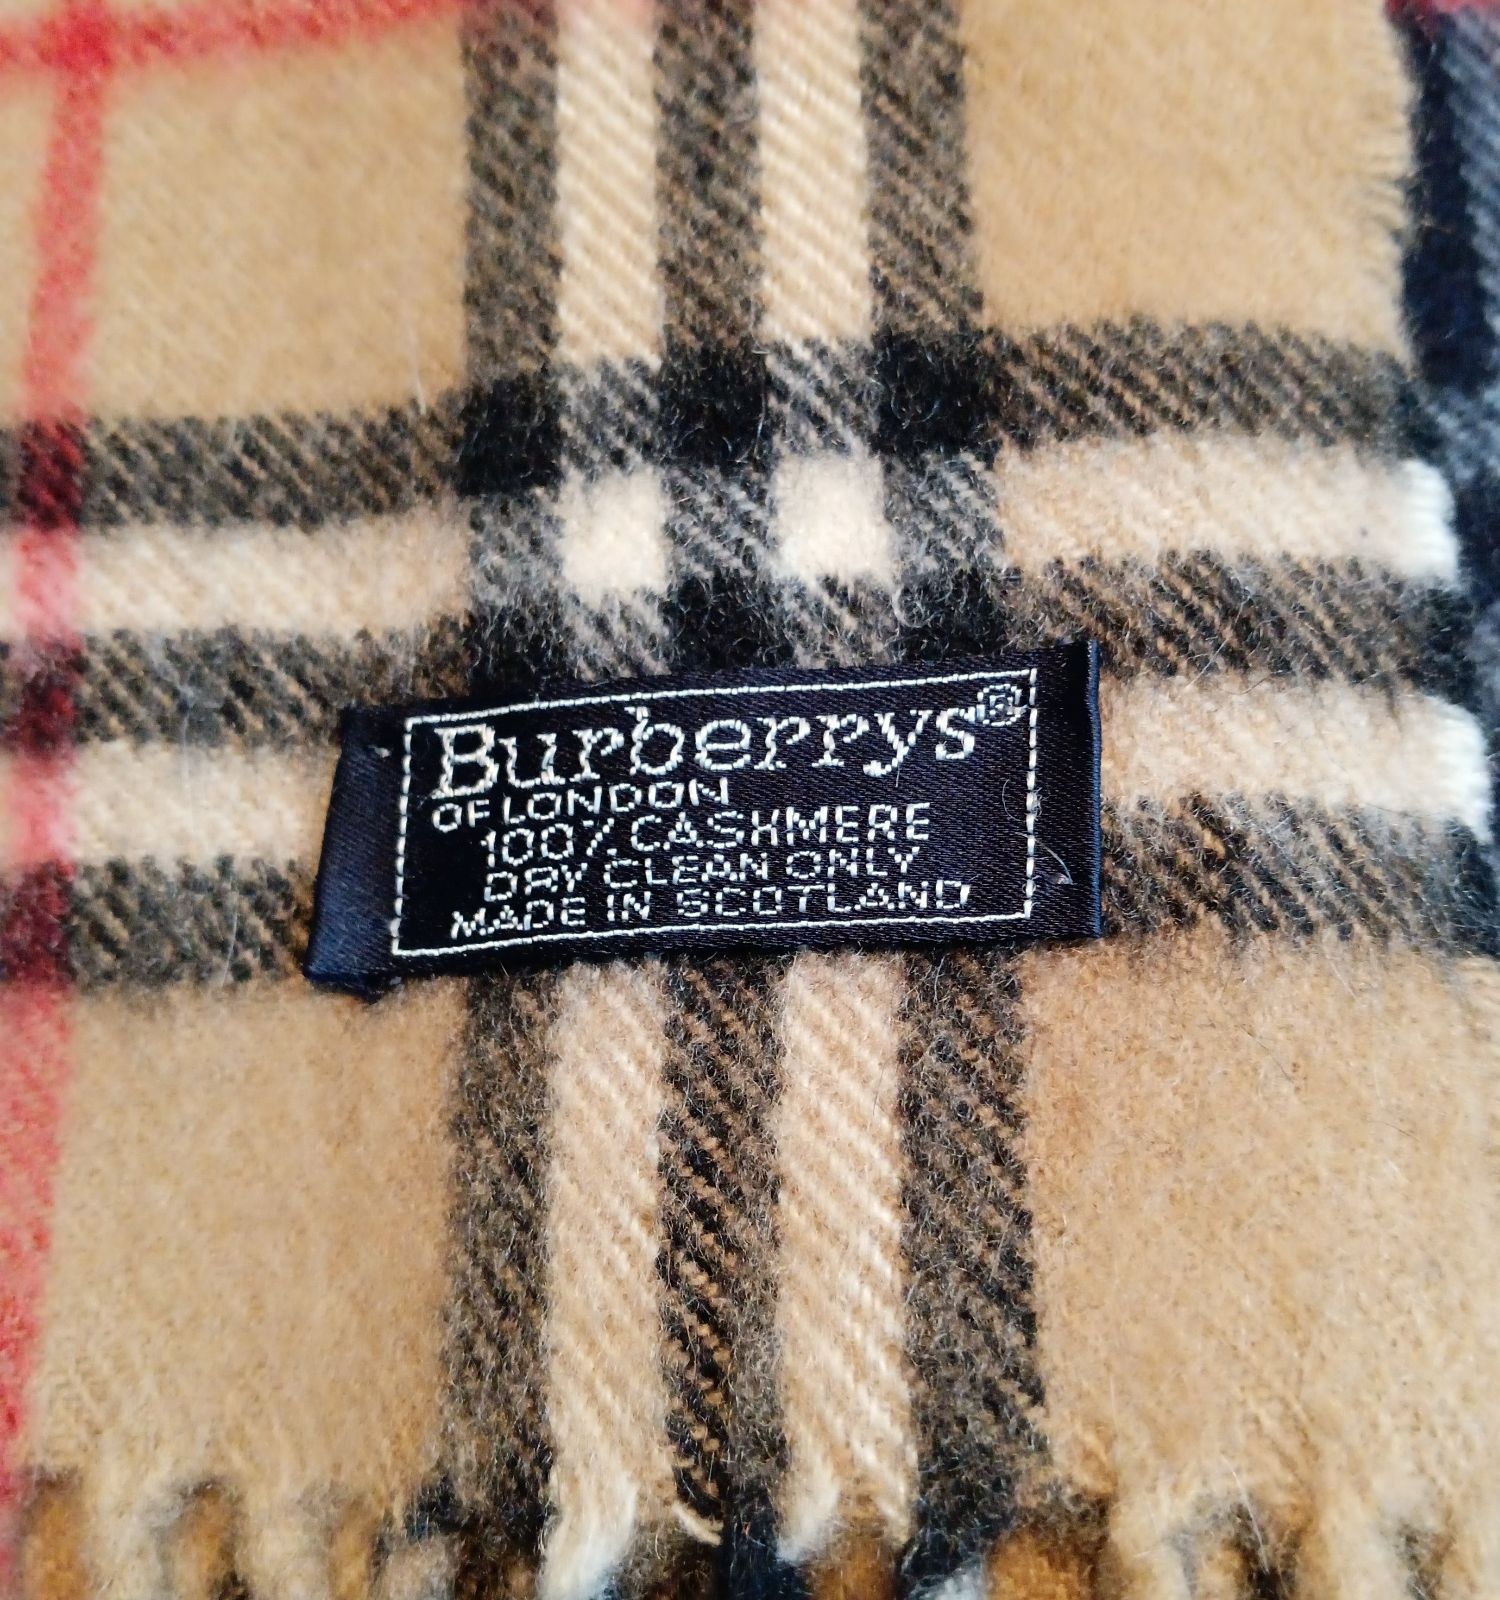 Burberrys®
OF LONDON
100% CASHMERE
DRY CLEAN ONLY
MADE IN SCOTLAND